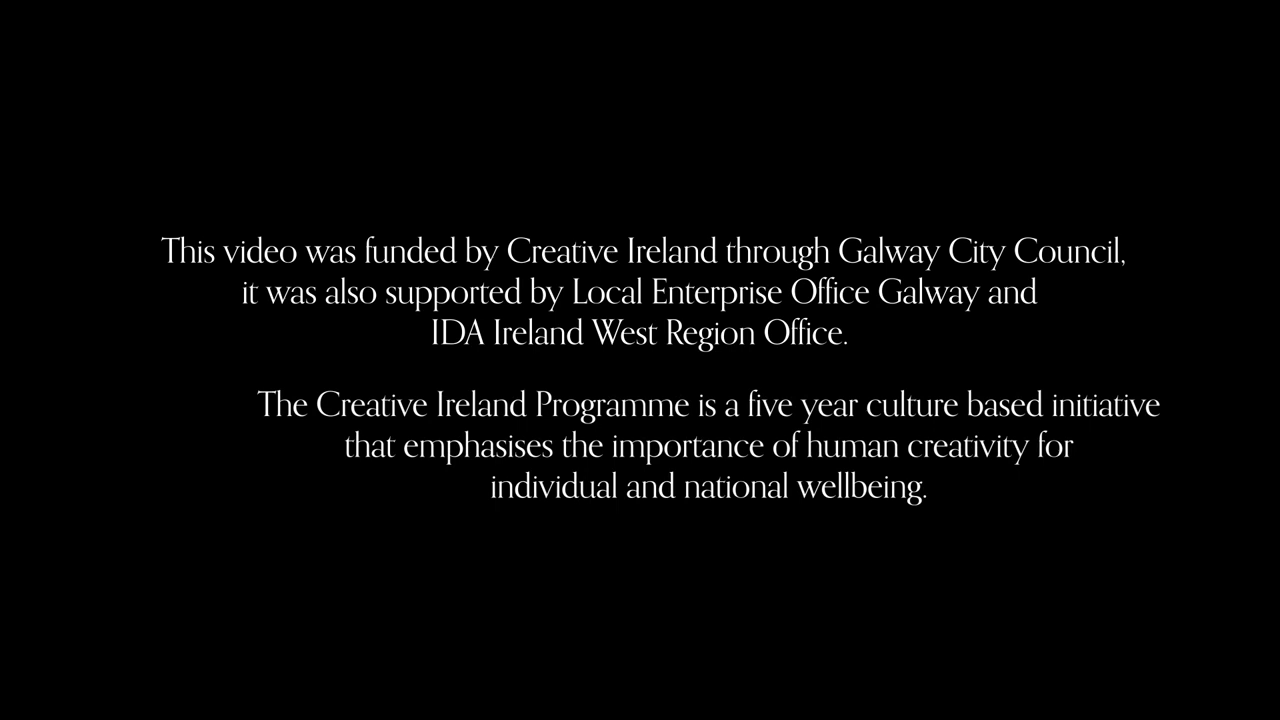 This video was funded by Creative Ireland through Galway City Council,
it was also supported by Local Enterprise Office Galway and
IDA Ireland West Region Office.
The Creative Ireland Programme is a five year culture based initiative
that emphasises the importance of human creativity for
individual and national wellbeing.